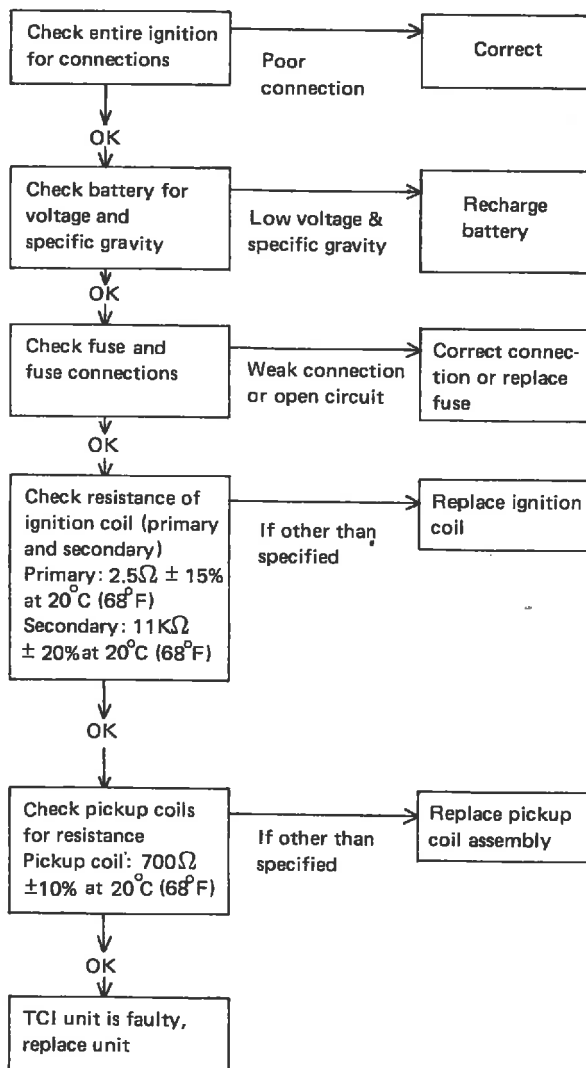 Check entire ignition
for connections
Poor
connection
Correct
OK
Check battery for
voltage and
specific gravity
Low voltage &
specific gravity
Recharge
battery
OK
Check fuse and
fuse connections
Weak connection
or open circuit
Correct connec-
tion or replace
fuse
OK
Check resistance of
ignition coil (primary
and secondary)
Primary: 2.5Ω ± 15%
at 20°C (68°F)
Secondary: 11KΩ
± 20% at 20°C (68°F)
If other than
specified
Replace ignition
coil
OK
Check pickup coils
for resistance
Pickup coil: 700Ω
±10% at 20°C (68°F)
If other than
specified
Replace pickup
coil assembly
OK
TCI unit is faulty,
replace unit